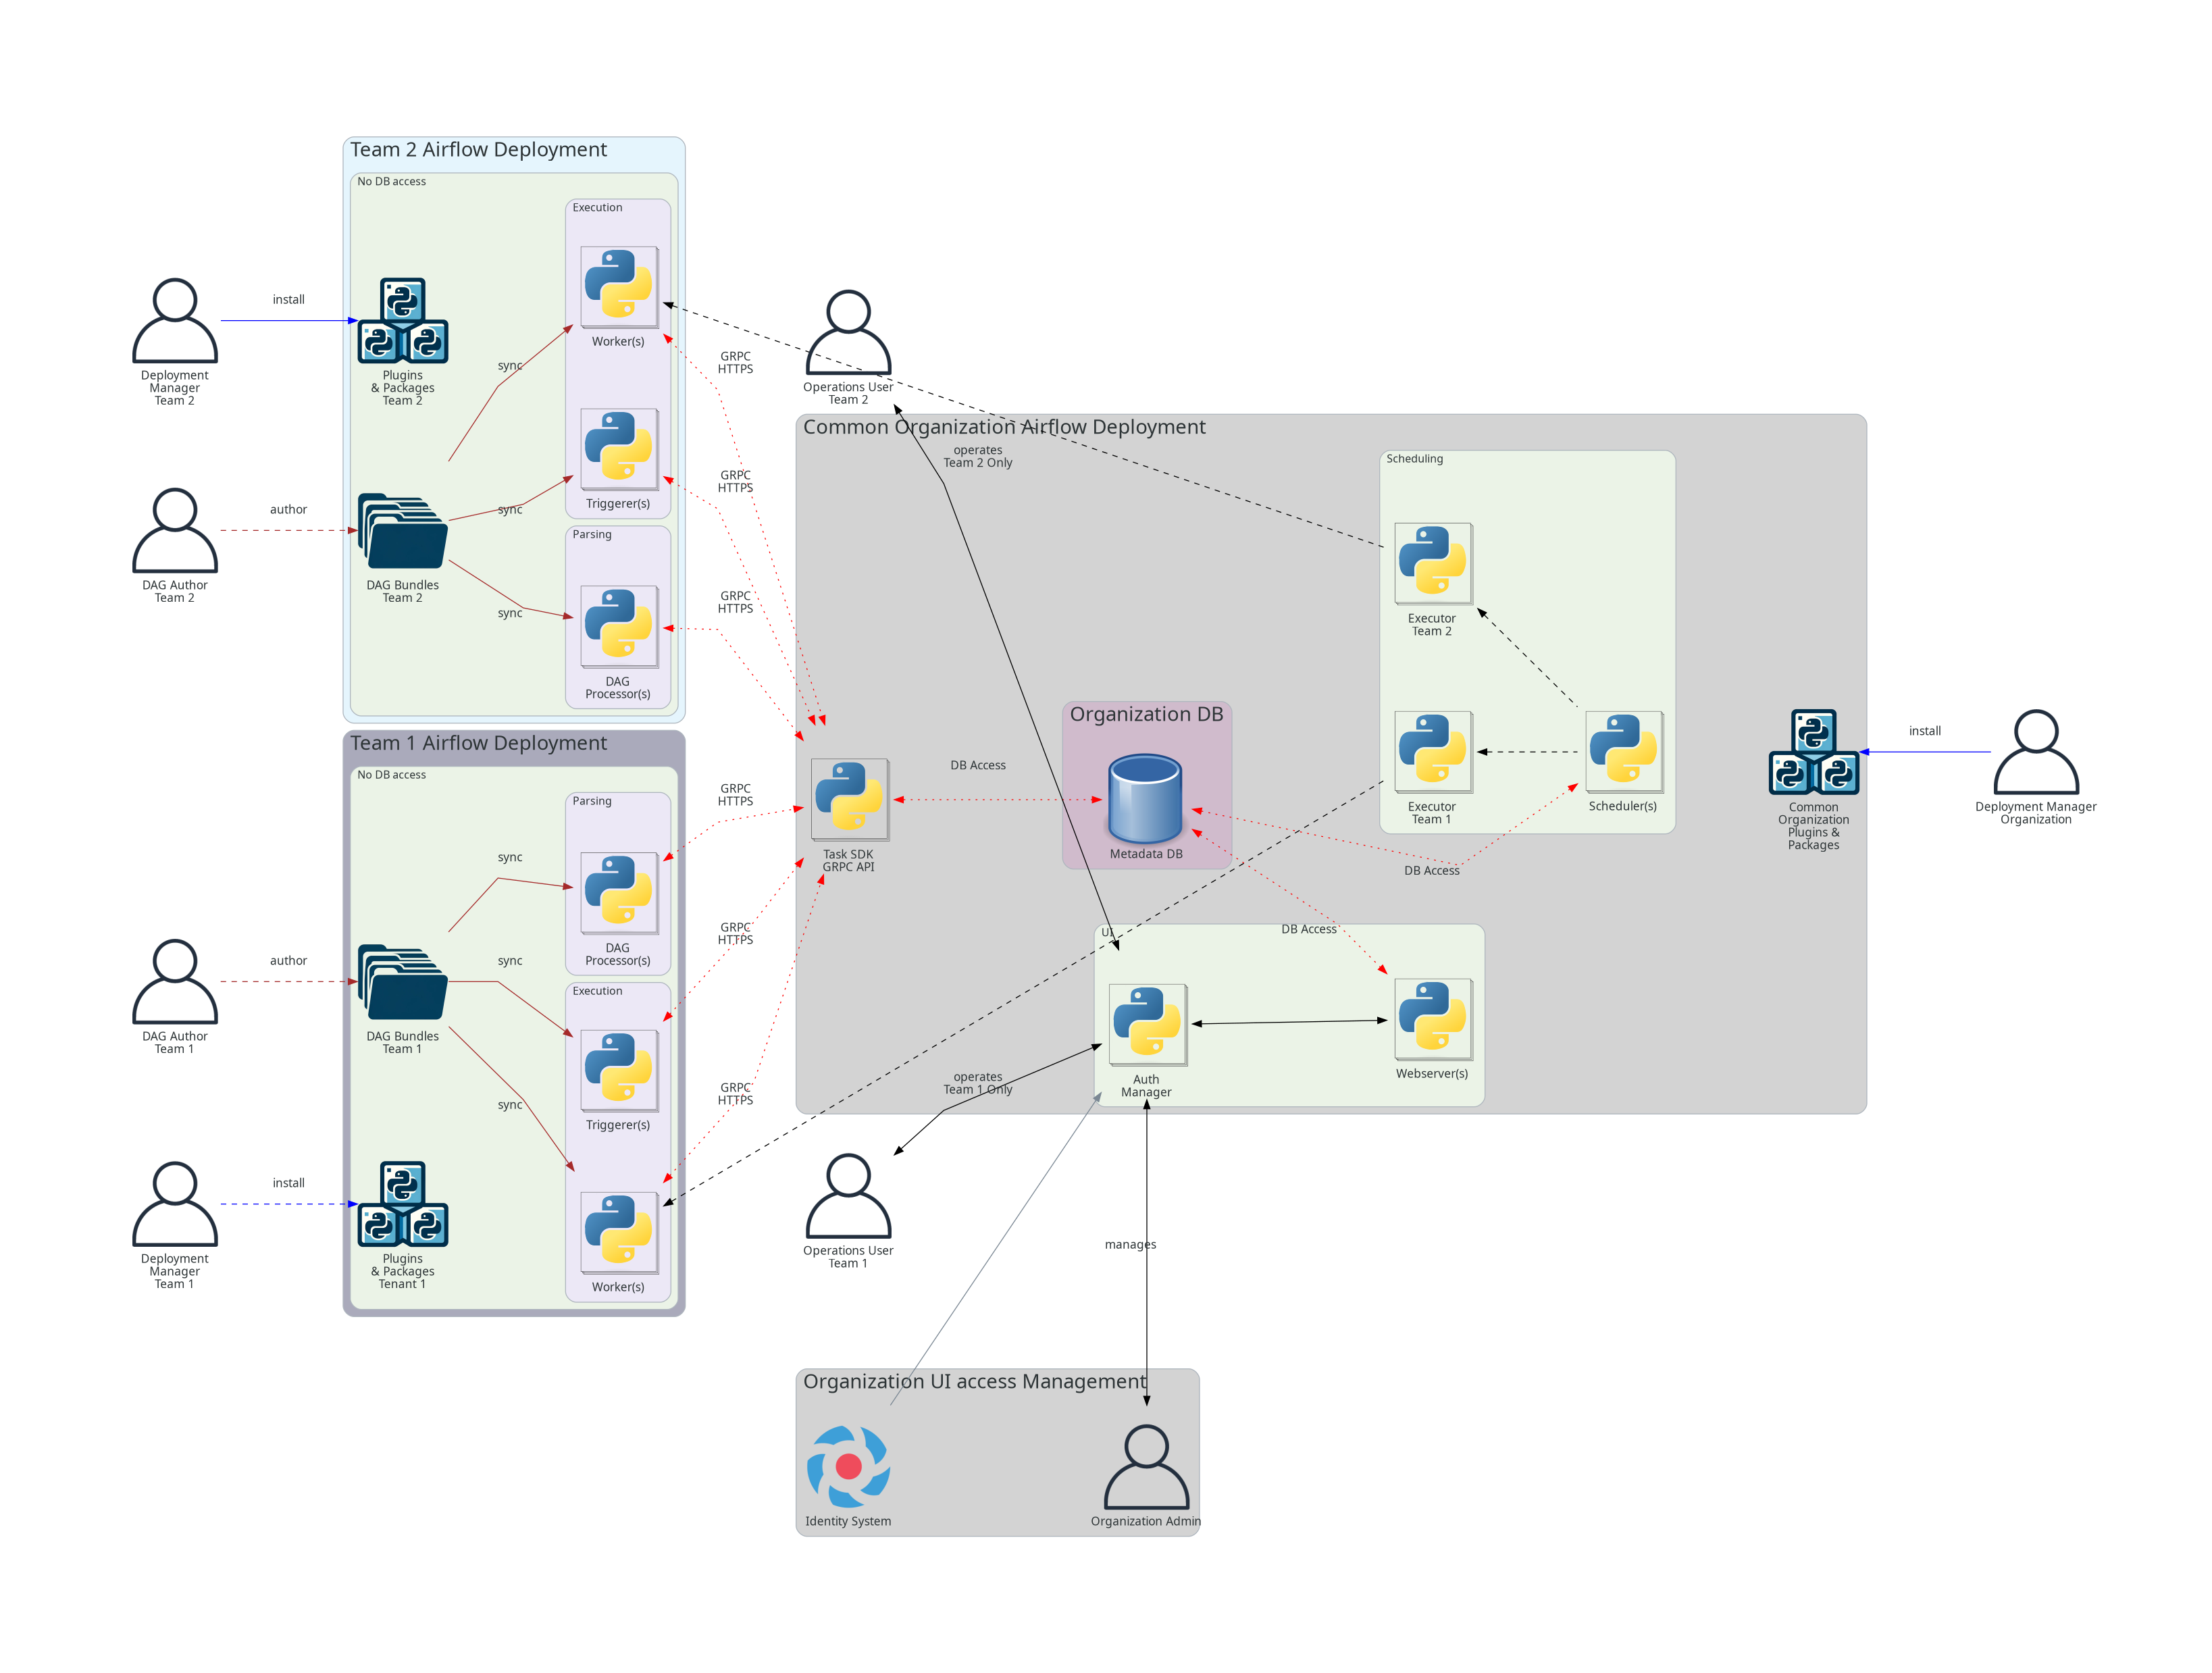 Team 2 Airflow Deployment
No DB access
Execution
Worker(s)
install
Deployment
Manager
Team 2
Plugins
& Packages
Team 2
sync
Triggerer(s)
sync
author
DAG Author
Team 2
DAG Bundles
Team 2
Parsing
sync
DAG
Processor(s)
GRPC
HTTPS
GRPC
HTTPS
GRPC
HTTPS
Operations User
Team 2
Common Organization Airflow Deployment
operates
Team 2 Only
Scheduling
Executor
Team 2
Executor
Team 1
Scheduler(s)
Organization DB
Metadata DB
DB Access
DB Access
DB Access
Task SDK
GRPC API
Common
Organization
Plugins &
Packages
install
Deployment Manager
Organization
Team 1 Airflow Deployment
No DB access
Parsing
sync
DAG
Processor(s)
GRPC
HTTPS
author
DAG Author
Team 1
DAG Bundles
Team 1
sync
Execution
Triggerer(s)
GRPC
HTTPS
sync
install
Deployment
Manager
Team 1
Plugins
& Packages
Tenant 1
Worker(s)
GRPC
HTTPS
UI
Auth
Manager
Webserver(s)
operates
Team 1 Only
Operations User
Team 1
manages
Organization UI access Management
Identity System
Organization Admin